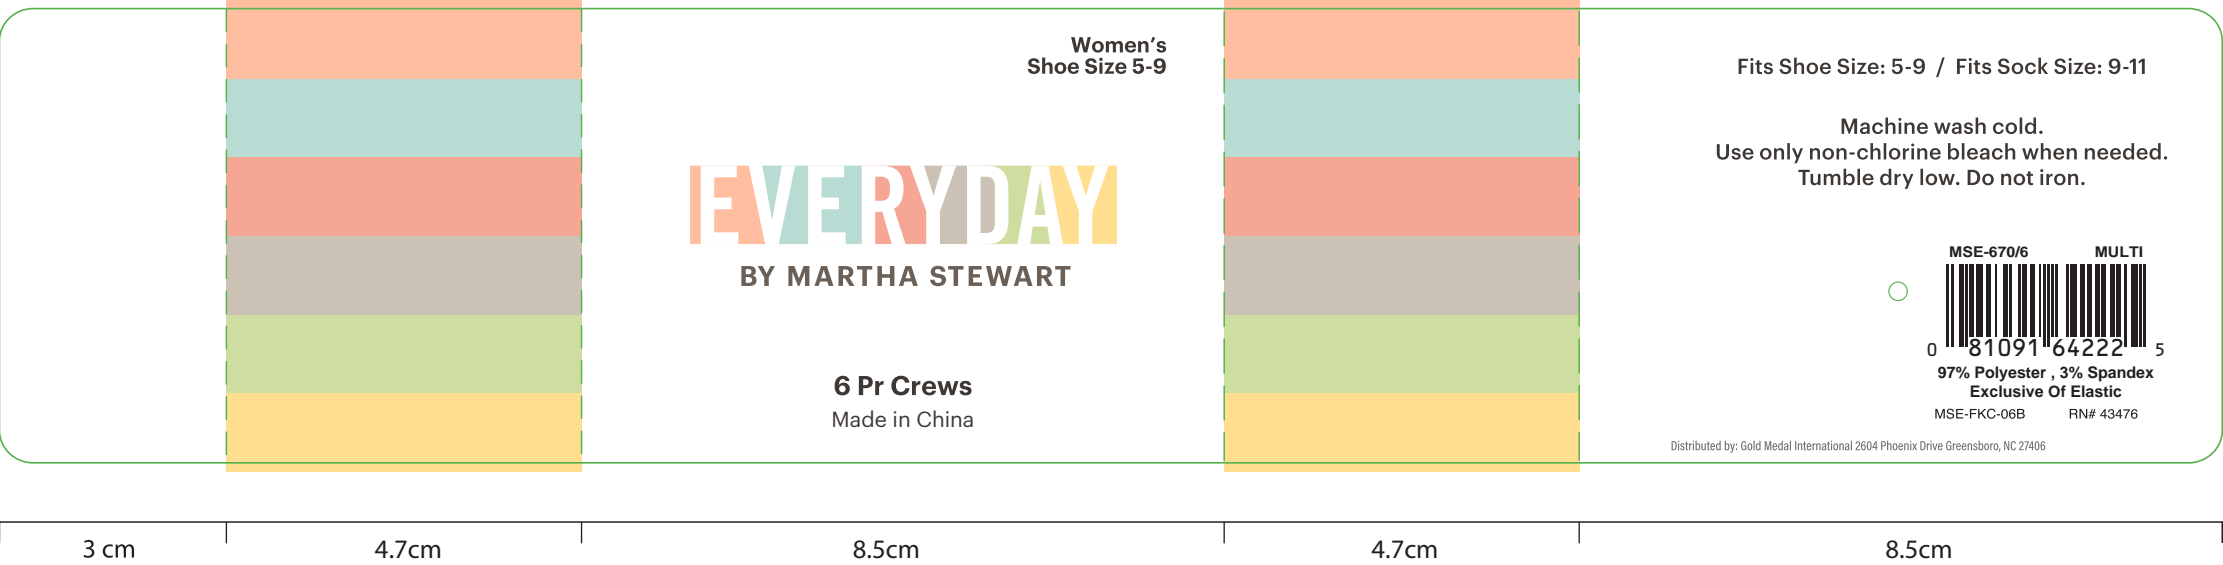 Women's
Shoe Size 5-9
EVERYDAY
BY MARTHA STEWART
6 Pr Crews
Made in China
Fits Shoe Size: 5-9 / Fits Sock Size: 9-11
Machine wash cold.
Use only non-chlorine bleach when needed.
Tumble dry low. Do not iron.
MSE-670/6 MULTI
0 81091 64222 5
97% Polyester , 3% Spandex
Exclusive Of Elastic
MSE-FKC-06B RN# 43476
Distributed by: Gold Medal International 2604 Phoenix Drive Greensboro, NC 27406
3 cm 4.7cm 8.5cm 4.7cm 8.5cm